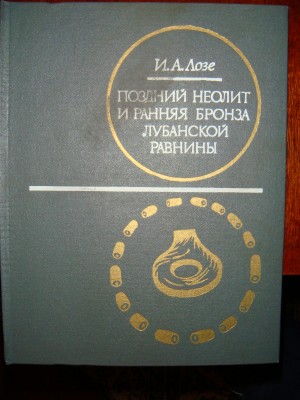 И. А. Лозе
ПОЗДНИЙ НЕОЛИТ
И РАННЯЯ БРОНЗА
ЛУБАНСКОЙ
РАВНИНЫ